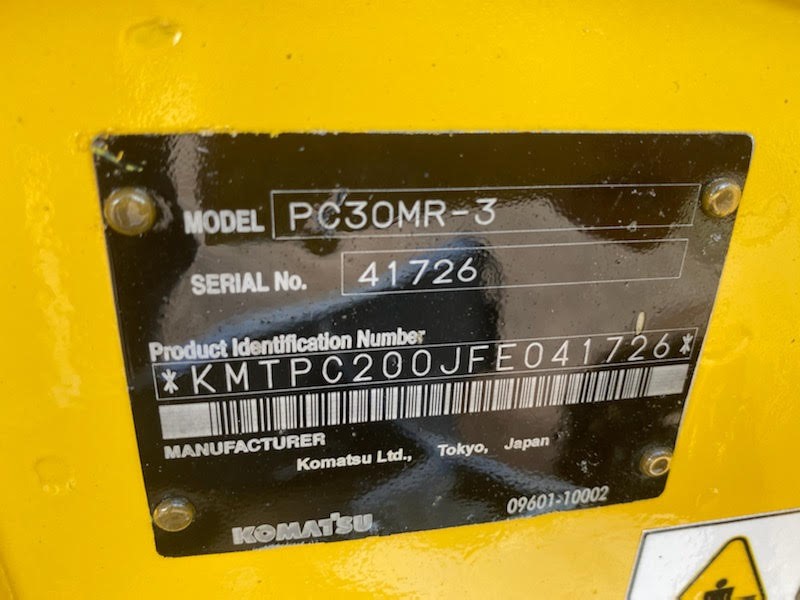 MODEL PC30MR-3
SERIAL No. 41726
Product Identification Number
*KMTPC200JFE041726*
MANUFACTURER
Komatsu Ltd., Tokyo, Japan
KOMATSU 09601-10002